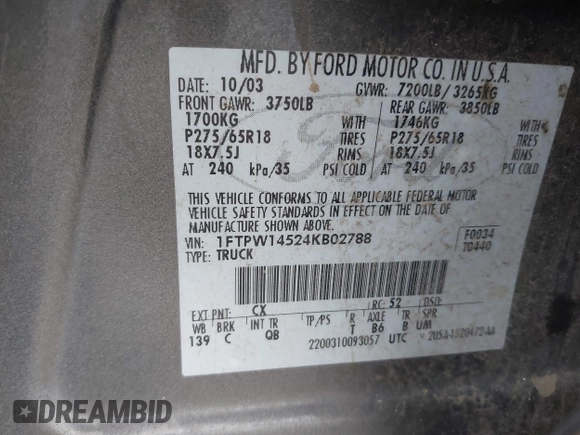 MFD. BY FORD MOTOR CO. IN U.S.A.
DATE: 10/03 GVWR: 7200LB/ 3265KG
FRONT GAWR: 3750LB REAR GAWR: 3850LB
1700KG WITH 1746KG WITH
P275/65R18 TIRES P275/65R18 TIRES
18X7.5J RIMS 18X7.5J RIMS
AT 240 kPa/35 PSI COLD AT 240 kPa/35 PSI COLD
THIS VEHICLE CONFORMS TO ALL APPLICABLE FEDERAL MOTOR
VEHICLE SAFETY STANDARDS IN EFFECT ON THE DATE OF
MANUFACTURE SHOWN ABOVE.
VIN: 1FTPW14524KB02788 F0034
TYPE: TRUCK T0440
EXT PNT: CX RC: 52 DSO:
WB BRK INT TR TP/PS R AXLE TR SPR
139 C QB T B6 B UM
2200310093057 UTC
Ford
DREAMBID